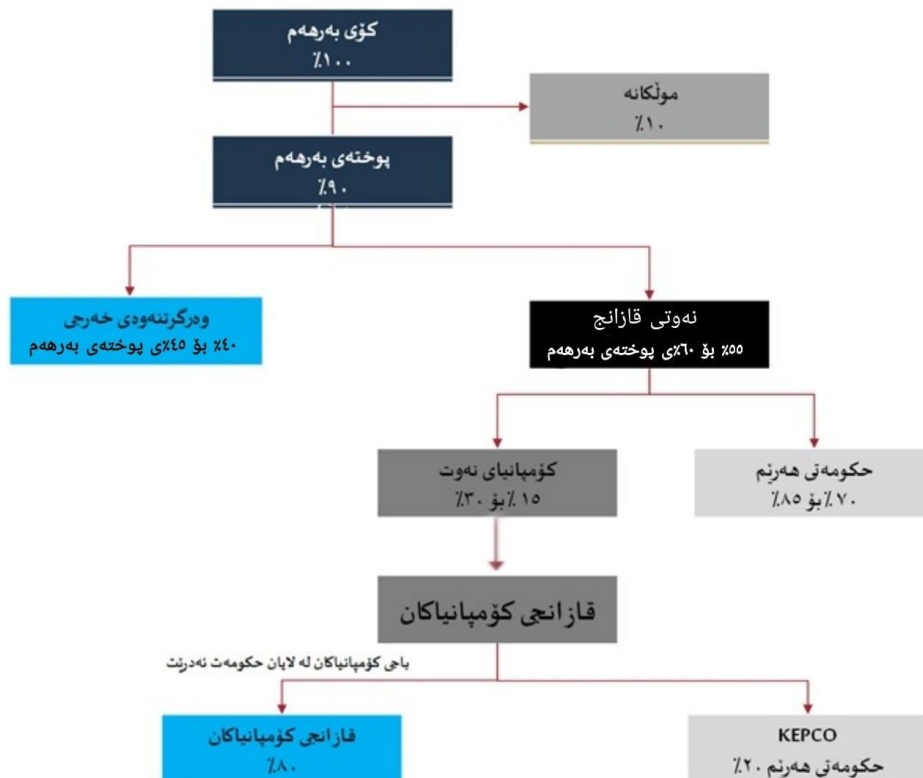 کۆی بەرهەم
٪١٠٠
موڵکانە
٪١٠
پوختەی بەرهەم
٪٩٠
وەرگرتنەوەی خەرجی
٤٠٪ بۆ ٤٥٪ی پوختەی بەرهەم
نەوتی قازانج
٥٥٪ بۆ ٦٠٪ی پوختەی بەرهەم
کۆمپانیای نەوت
١٥ ٪بۆ ٣٠٪
حکومەتی هەرێم
٧٠ ٪بۆ ٨٥٪
قازانجی کۆمپانیاکان
باجی کۆمپانیاکان لە لایان حکومەت ئەدرێت
قازانجی کۆمپانیاکان
٪٨٠
KEPCO
حکومەتی هەرێم ٢٠٪